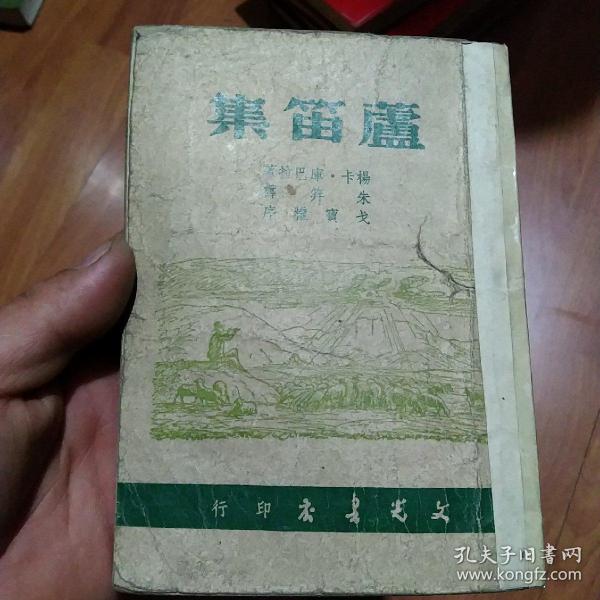 蘆笛集
楊卡·庫巴拉著
朱笄譯
戈寶權序
文光書店印行
孔夫子旧书网
www.kongfz.com